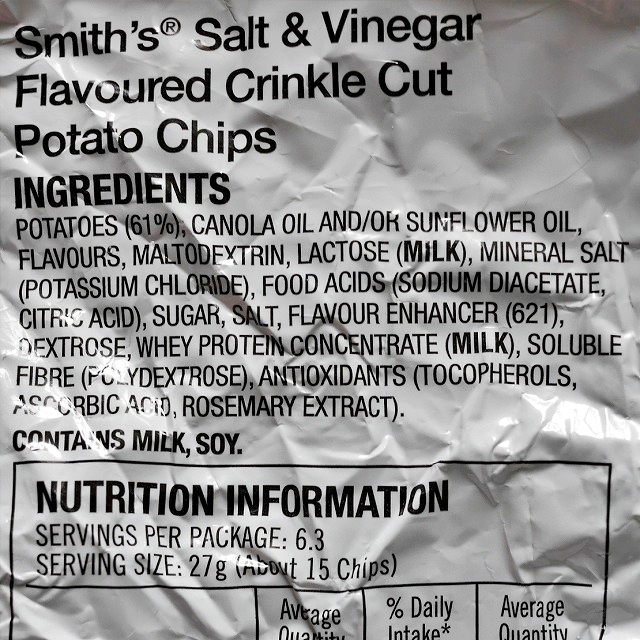 Smith's® Salt & Vinegar
Flavoured Crinkle Cut
Potato Chips
INGREDIENTS
POTATOES (61%), CANOLA OIL AND/OR SUNFLOWER OIL,
FLAVOURS, MALTODEXTRIN, LACTOSE (MILK), MINERAL SALT
(POTASSIUM CHLORIDE), FOOD ACIDS (SODIUM DIACETATE,
CITRIC ACID), SUGAR, SALT, FLAVOUR ENHANCER (621),
DEXTROSE, WHEY PROTEIN CONCENTRATE (MILK), SOLUBLE
FIBRE (POLYDEXTROSE), ANTIOXIDANTS (TOCOPHEROLS,
ASCORBIC ACID, ROSEMARY EXTRACT).
CONTAINS MILK, SOY.
NUTRITION INFORMATION
SERVINGS PER PACKAGE: 6.3
SERVING SIZE: 27g (About 15 Chips)
Average % Daily Average
Quantity Intake* Quantity